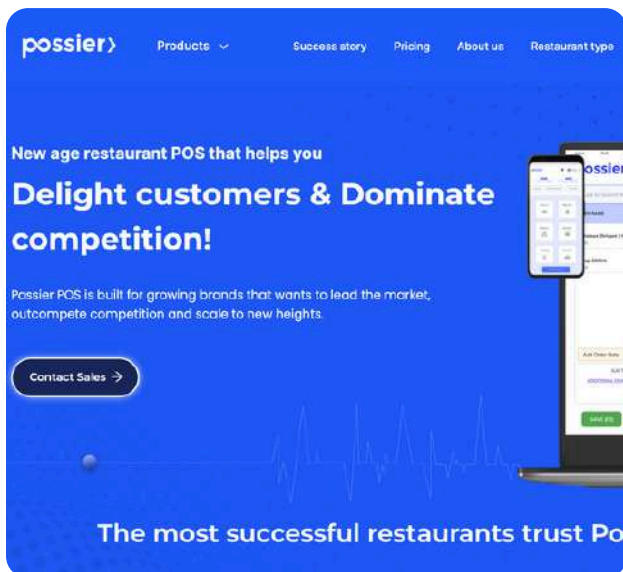 possier
Products
Success story
Pricing
About us
Restaurant type
New age restaurant POS that helps you
Delight customers & Dominate
competition!
Possier POS is built for growing brands that wants to lead the market,
outcompete competition and scale to new heights.
Contact Sales →
ossier
The most successful restaurants trust Po